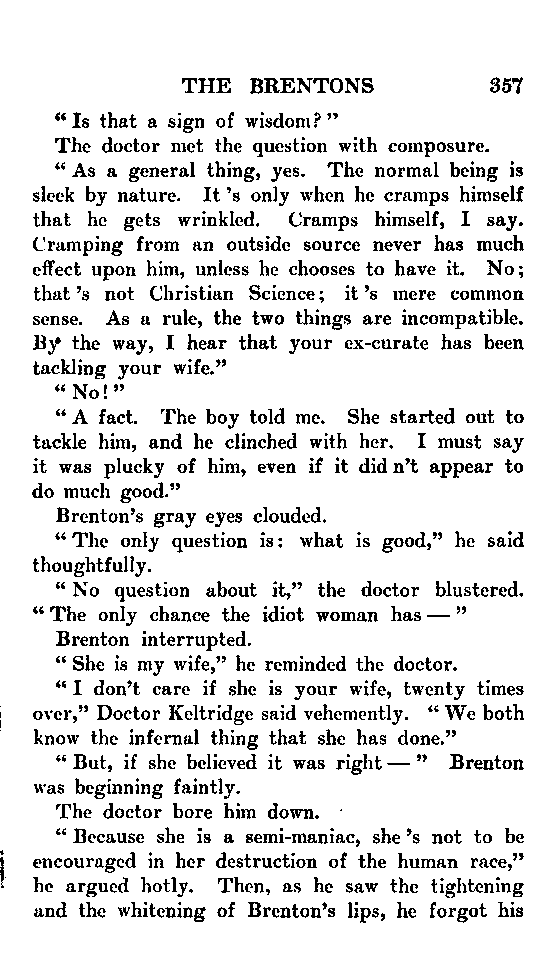 THE BRENTONS 357
" Is that a sign of wisdom? "
The doctor met the question with composure.
" As a general thing, yes. The normal being is
sleek by nature. It 's only when he cramps himself
that he gets wrinkled. Cramps himself, I say.
Cramping from an outside source never has much
effect upon him, unless he chooses to have it. No;
that 's not Christian Science; it 's mere common
sense. As a rule, the two things are incompatible.
By the way, I hear that your ex-curate has been
tackling your wife."
" No! "
" A fact. The boy told me. She started out to
tackle him, and he clinched with her. I must say
it was plucky of him, even if it did n't appear to
do much good."
Brenton's gray eyes clouded.
" The only question is: what is good," he said
thoughtfully.
" No question about it," the doctor blustered.
" The only chance the idiot woman has — "
Brenton interrupted.
" She is my wife," he reminded the doctor.
" I don't care if she is your wife, twenty times
over," Doctor Keltridge said vehemently. " We both
know the infernal thing that she has done."
" But, if she believed it was right — " Brenton
was beginning faintly.
The doctor bore him down.
" Because she is a semi-maniac, she 's not to be
encouraged in her destruction of the human race,"
he argued hotly. Then, as he saw the tightening
and the whitening of Brenton's lips, he forgot his